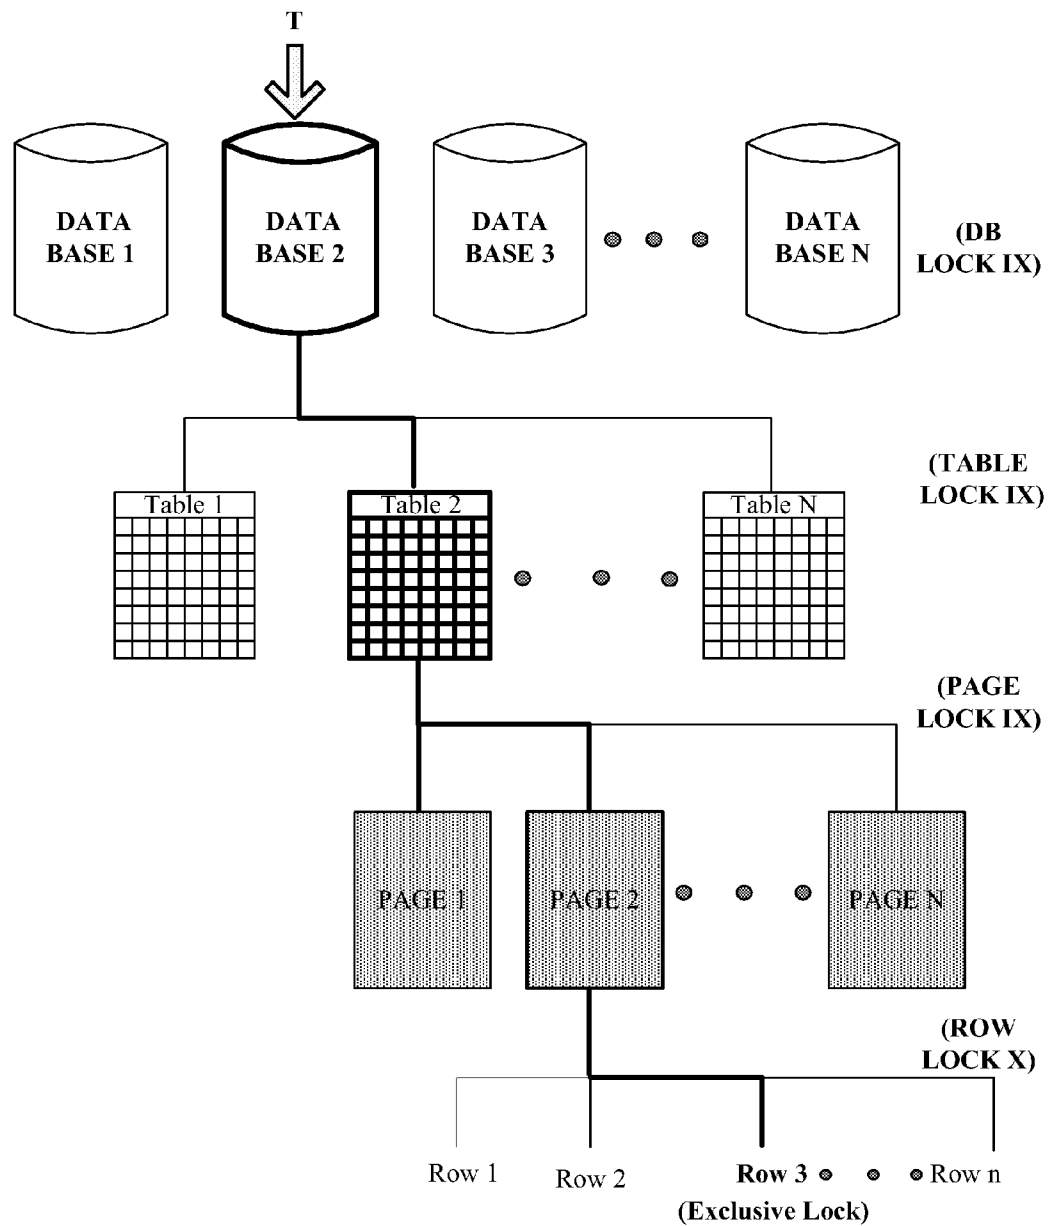 T
DATA
BASE 1
DATA
BASE 2
DATA
BASE 3
DATA
BASE N
(DB
LOCK IX)
(TABLE
LOCK IX)
Table 1
Table 2
Table N
(PAGE
LOCK IX)
PAGE 1
PAGE 2
PAGE N
(ROW
LOCK X)
Row 1
Row 2
Row 3
Row n
(Exclusive Lock)